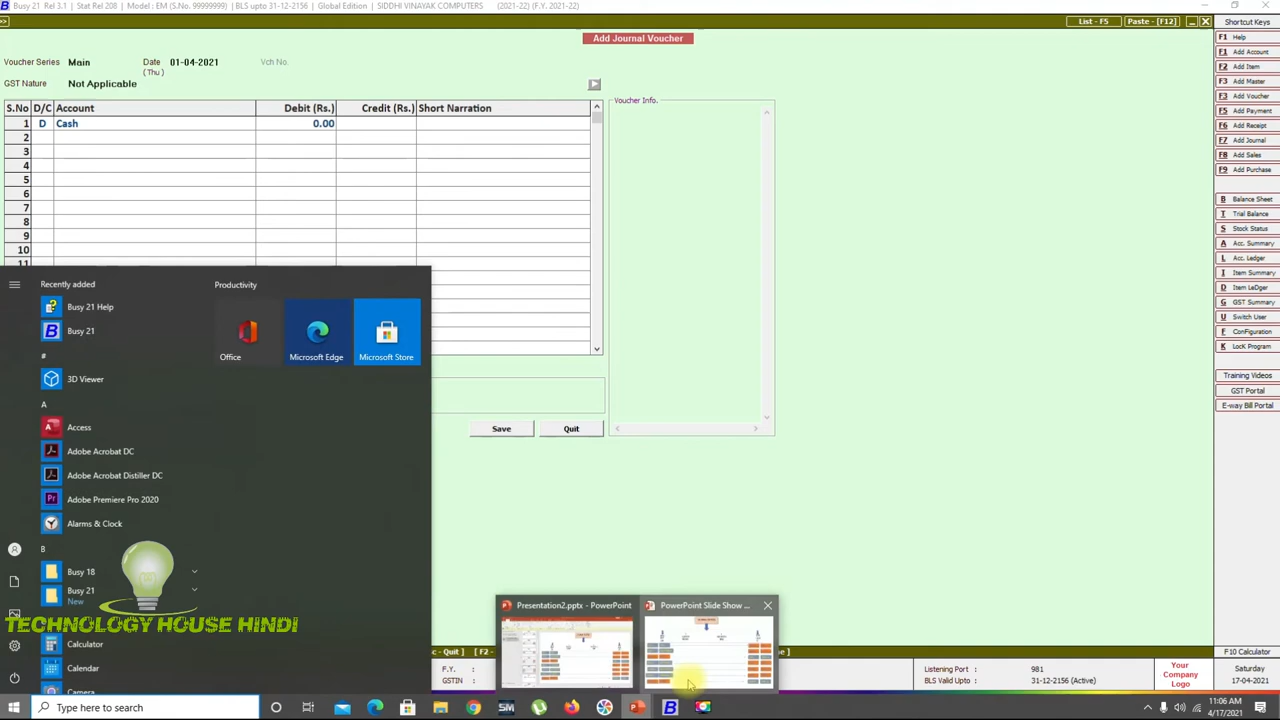 Busy 21 Rel 3.1 | Stat Rel 208 | Model : EM (S.No. 99999999) | BLS upto 31-12-2156 | Global Edition | SIDDHI VINAYAK COMPUTERS (2021-22) (F.Y. 2021-22)
>>
List - F5
Paste - [F12]
Shortcut Keys
Add Journal Voucher
F1 Help
F1 Add Account
F2 Add Item
F3 Add Master
F3 Add Voucher
F5 Add Payment
F6 Add Receipt
F7 Add Journal
F8 Add Sales
F9 Add Purchase
B Balance Sheet
T Trial Balance
S Stock Status
A Acc. Summary
L Acc. Ledger
I Item Summary
D Item LeDger
G GST Summary
U Switch User
F ConFiguration
K LocK Program
Training Videos
GST Portal
E-way Bill Portal
Voucher Series Main Date 01-04-2021 Vch No.
( Thu )
GST Nature Not Applicable
S.No D/C Account Debit (Rs.) Credit (Rs.) Short Narration
1 D Cash 0.00
2
3
4
5
6
7
8
9
10
11
Voucher Info.
Save
Quit
Recently added
Busy 21 Help
Busy 21
#
3D Viewer
A
Access
Adobe Acrobat DC
Adobe Acrobat Distiller DC
Adobe Premiere Pro 2020
Alarms & Clock
B
Busy 18
Busy 21
New
Calculator
Calendar
Camera
Productivity
Office
Microsoft Edge
Microsoft Store
TECHNOLOGY HOUSE HINDI
Presentation2.pptx - PowerPoint
PowerPoint Slide Show ...
F10 Calculator
F.Y. :
GSTIN :
Listening Port : 981
BLS Valid Upto : 31-12-2156 (Active)
Your
Company
Logo
Saturday
17-04-2021
Type here to search
11:06 AM
4/17/2021